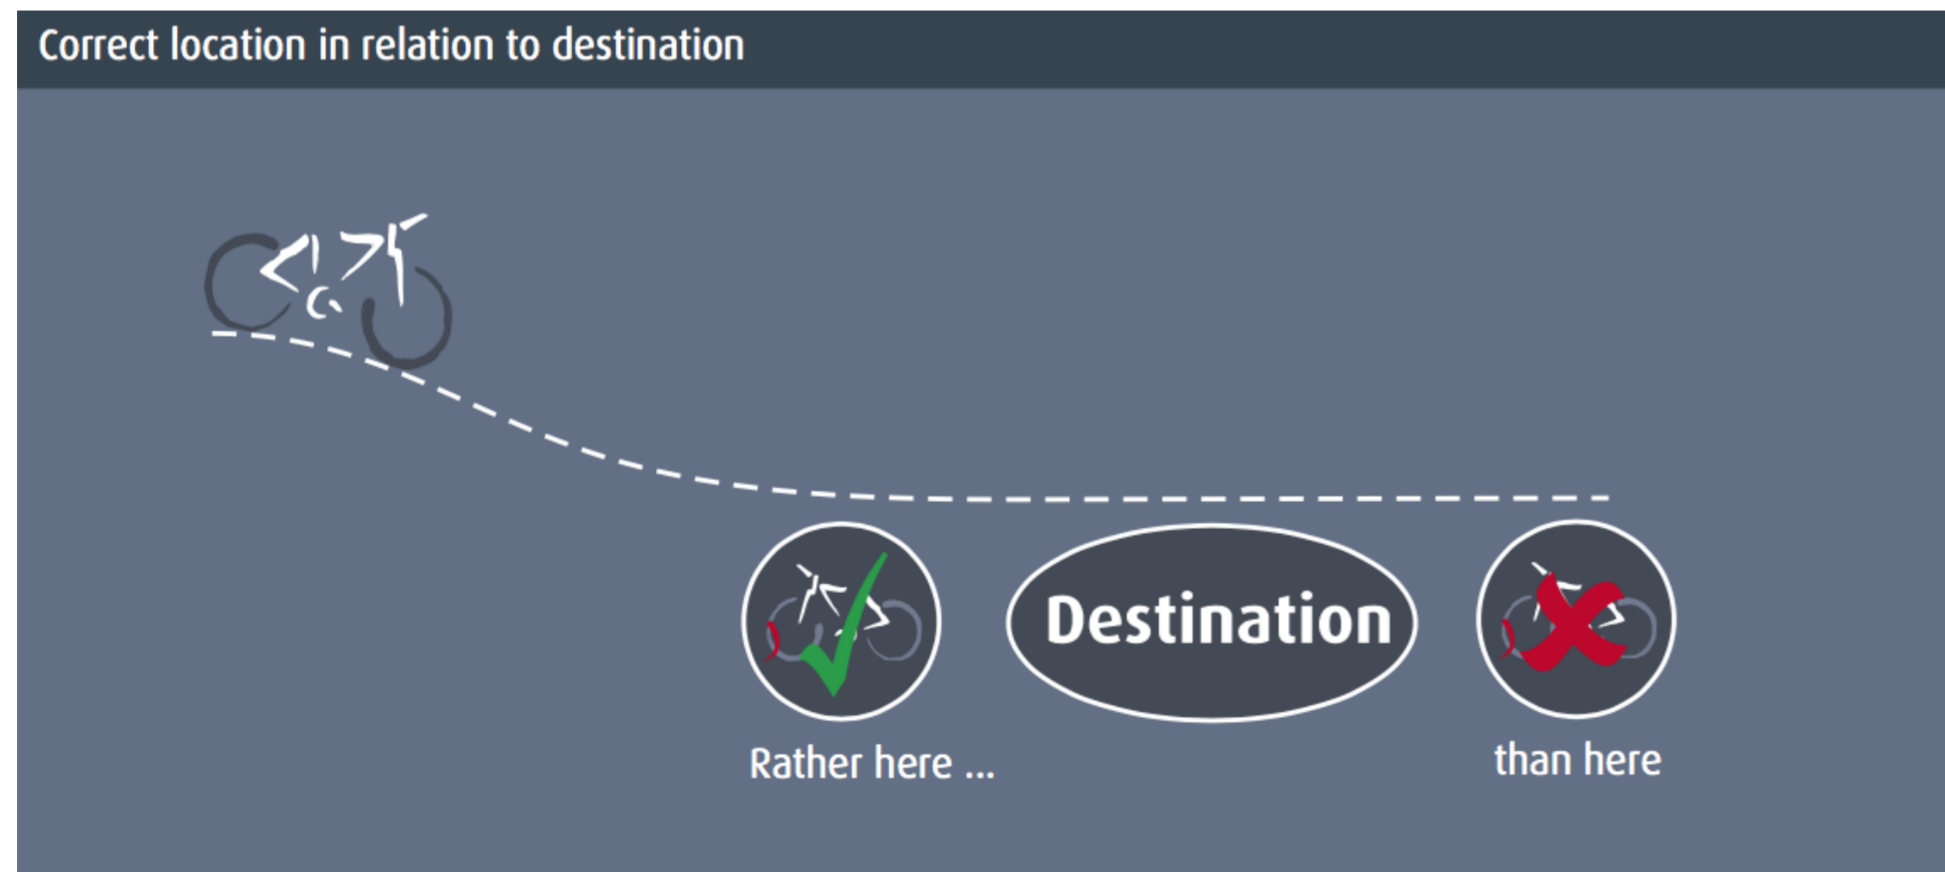 Correct location in relation to destination
Destination
Rather here ...
than here